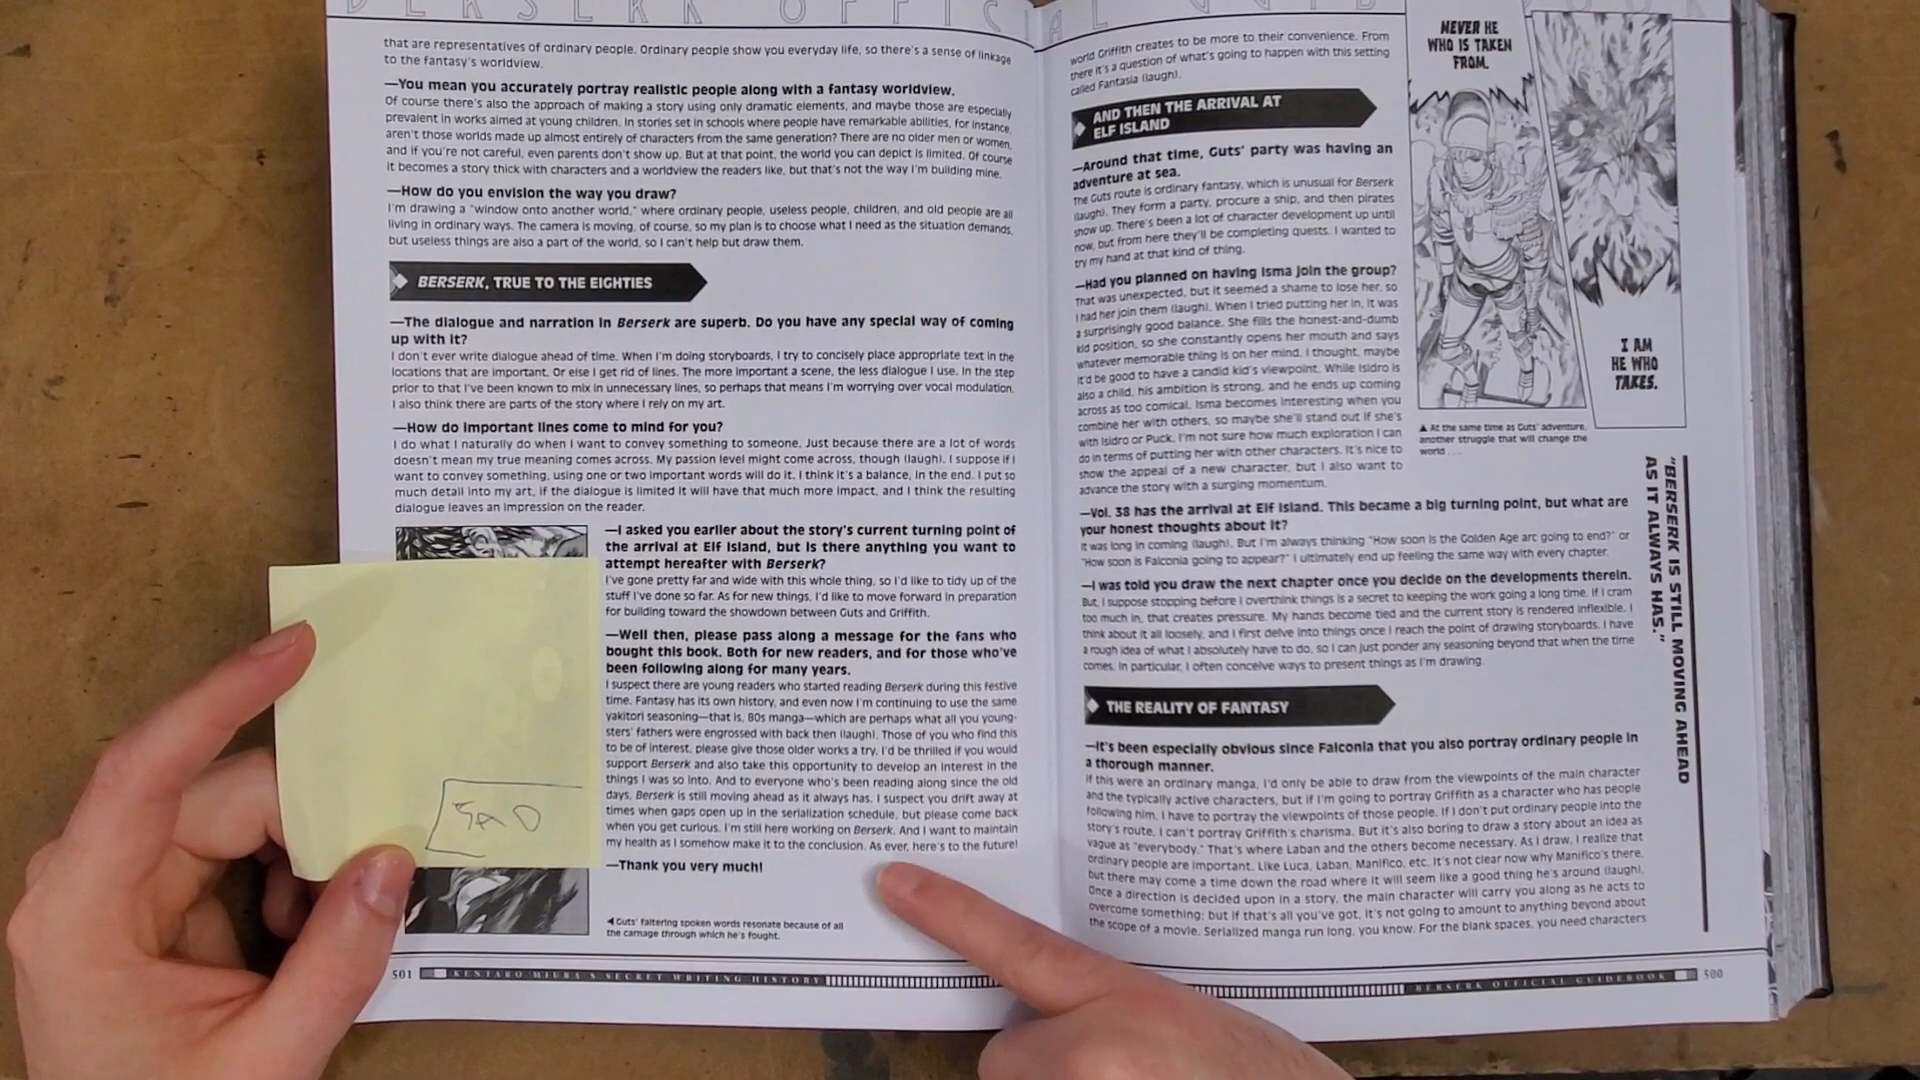 BERSERK OFFICIAL
world Griffith creates to be more to their convenience. From
there it's a question of what's going to happen with this setting
called Fantasia (laugh).
AND THEN THE ARRIVAL AT
ELF ISLAND
—Around that time, Guts' party was having an
adventure at sea.
The Guts route is ordinary fantasy, which is unusual for Berserk
(laugh). They form a party, procure a ship, and then pirates
show up. There's been a lot of character development up until
now, but from here they'll be completing quests. I wanted to
try my hand at that kind of thing.
—Had you planned on having Isma join the group?
That was unexpected, but it seemed a shame to lose her, so
I had her join them (laugh). When I tried putting her in, it was
a surprisingly good balance. She fills the honest-and-dumb
kid position, so she constantly opens her mouth and says
whatever memorable thing is on her mind. I thought, maybe
it'd be good to have a candid kid's viewpoint. While Isidro is
also a child, his ambition is strong, and he ends up coming
across as too comical. Isma becomes interesting when you
combine her with others, so maybe she'll stand out if she's
with Isidro or Puck. I'm not sure how much exploration I can
do in terms of putting her with other characters. It's nice to
show the appeal of a new character, but I also want to
advance the story with a surging momentum.
NEVER HE
WHO IS TAKEN
FROM.
I AM
HE WHO
TAKES.
▲ At the same time as Guts' adventure,
another struggle that will change the
world . . .
—Vol. 38 has the arrival at Elf Island. This became a big turning point, but what are
your honest thoughts about it?
It was long in coming (laugh). But I'm always thinking "How soon is the Golden Age arc going to end?" or
"How soon is Falconia going to appear?" I ultimately end up feeling the same way with every chapter.
—I was told you draw the next chapter once you decide on the developments therein.
But, I suppose stopping before I overthink things is a secret to keeping the work going a long time. If I cram
too much in, that creates pressure. My hands become tied and the current story is rendered inflexible. I
think about it all loosely, and I first delve into things once I reach the point of drawing storyboards. I have
a rough idea of what I absolutely have to do, so I can just ponder any seasoning beyond that when the time
comes. In particular, I often conceive ways to present things as I'm drawing.
THE REALITY OF FANTASY
—It's been especially obvious since Falconia that you also portray ordinary people in
a thorough manner.
If this were an ordinary manga, I'd only be able to draw from the viewpoints of the main character
and the typically active characters, but if I'm going to portray Griffith as a character who has people
following him, I have to portray the viewpoints of those people. If I don't put ordinary people into the
story's route, I can't portray Griffith's charisma. But it's also boring to draw a story about an idea as
vague as "everybody." That's where Laban and the others become necessary. As I draw, I realize that
ordinary people are important. Like Luca, Laban, Manifico, etc. It's not clear now why Manifico's there,
but there may come a time down the road where it will seem like a good thing he's around (laugh).
Once a direction is decided upon in a story, the main character will carry you along as he acts to
overcome something; but if that's all you've got, it's not going to amount to anything beyond about
the scope of a movie. Serialized manga run long, you know. For the blank spaces, you need characters
"BERSERK IS STILL MOVING AHEAD
AS IT ALWAYS HAS."
BERSERK OFFICIAL GUIDEBOOK 500
that are representatives of ordinary people. Ordinary people show you everyday life, so there's a sense of linkage
to the fantasy's worldview.
—You mean you accurately portray realistic people along with a fantasy worldview.
Of course there's also the approach of making a story using only dramatic elements, and maybe those are especially
prevalent in works aimed at young children. In stories set in schools where people have remarkable abilities, for instance,
aren't those worlds made up almost entirely of characters from the same generation? There are no older men or women,
and if you're not careful, even parents don't show up. But at that point, the world you can depict is limited. Of course
it becomes a story thick with characters and a worldview the readers like, but that's not the way I'm building mine.
—How do you envision the way you draw?
I'm drawing a "window onto another world," where ordinary people, useless people, children, and old people are all
living in ordinary ways. The camera is moving, of course, so my plan is to choose what I need as the situation demands,
but useless things are also a part of the world, so I can't help but draw them.
BERSERK, TRUE TO THE EIGHTIES
—The dialogue and narration in Berserk are superb. Do you have any special way of coming
up with it?
I don't ever write dialogue ahead of time. When I'm doing storyboards, I try to concisely place appropriate text in the
locations that are important. Or else I get rid of lines. The more important a scene, the less dialogue I use. In the step
prior to that I've been known to mix in unnecessary lines, so perhaps that means I'm worrying over vocal modulation.
I also think there are parts of the story where I rely on my art.
—How do important lines come to mind for you?
I do what I naturally do when I want to convey something to someone. Just because there are a lot of words
doesn't mean my true meaning comes across. My passion level might come across, though (laugh). I suppose if I
want to convey something, using one or two important words will do it. I think it's a balance, in the end. I put so
much detail into my art, if the dialogue is limited it will have that much more impact, and I think the resulting
dialogue leaves an impression on the reader.
—I asked you earlier about the story's current turning point of
the arrival at Elf Island, but is there anything you want to
attempt hereafter with Berserk?
I've gone pretty far and wide with this whole thing, so I'd like to tidy up of the
stuff I've done so far. As for new things, I'd like to move forward in preparation
for building toward the showdown between Guts and Griffith.
—Well then, please pass along a message for the fans who
bought this book. Both for new readers, and for those who've
been following along for many years.
I suspect there are young readers who started reading Berserk during this festive
time. Fantasy has its own history, and even now I'm continuing to use the same
yakitori seasoning—that is, 80s manga—which are perhaps what all you young-
sters' fathers were engrossed with back then (laugh). Those of you who find this
to be of interest, please give those older works a try. I'd be thrilled if you would
support Berserk and also take this opportunity to develop an interest in the
things I was so into. And to everyone who's been reading along since the old
days, Berserk is still moving ahead as it always has. I suspect you drift away at
times when gaps open up in the serialization schedule, but please come back
when you get curious. I'm still here working on Berserk. And I want to maintain
my health as I somehow make it to the conclusion. As ever, here's to the future!
—Thank you very much!
◀ Guts' faltering spoken words resonate because of all
the carnage through which he's fought.
SAD
501 KENTARO MIURA'S SECRET WRITING HISTORY